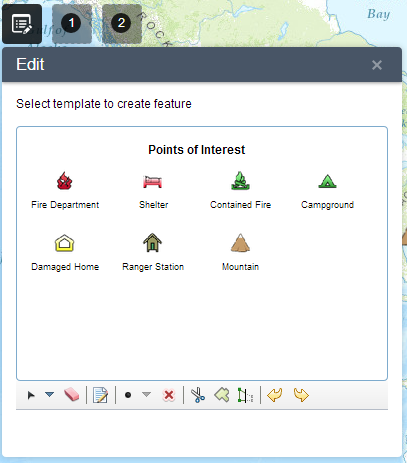 1 2
Bay
Edit
Select template to create feature
Points of Interest
Fire Department Shelter Contained Fire Campground
Damaged Home Ranger Station Mountain